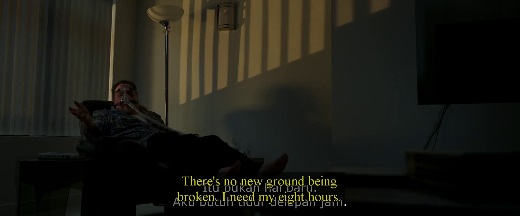 There's no new ground being
broken. I need my eight hours.
Itu bukan hal baru.
Aku butuh tidur delapan jam.